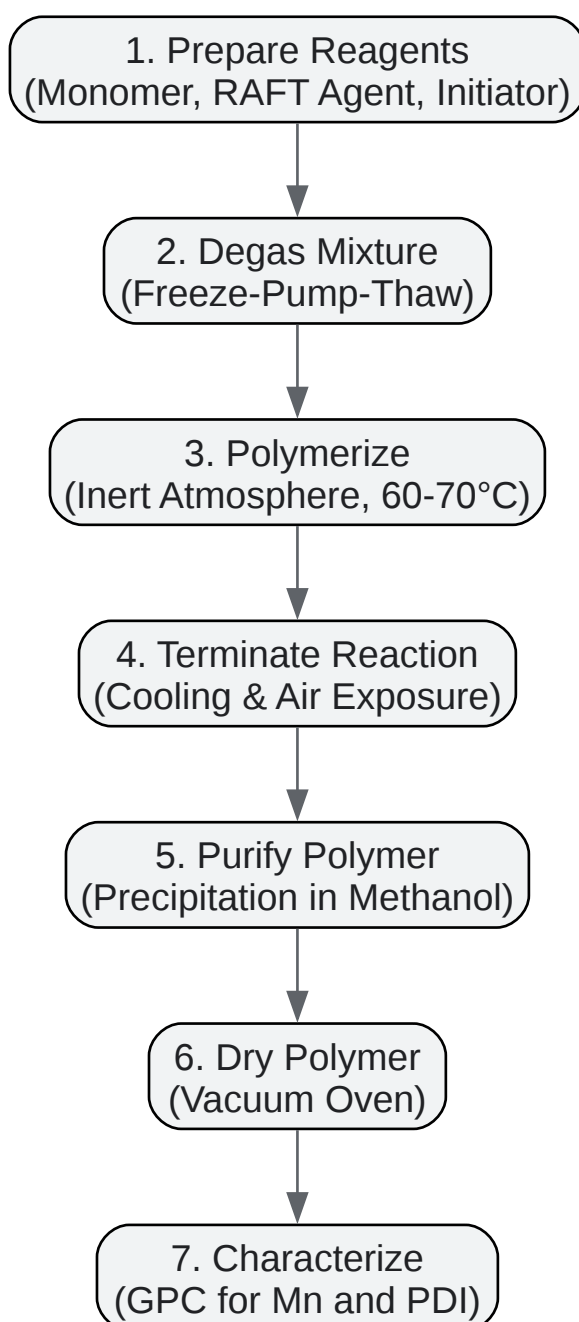 1. Prepare Reagents
(Monomer, RAFT Agent, Initiator)
2. Degas Mixture
(Freeze-Pump-Thaw)
3. Polymerize
(Inert Atmosphere, 60-70°C)
4. Terminate Reaction
(Cooling & Air Exposure)
5. Purify Polymer
(Precipitation in Methanol)
6. Dry Polymer
(Vacuum Oven)
7. Characterize
(GPC for Mn and PDI)